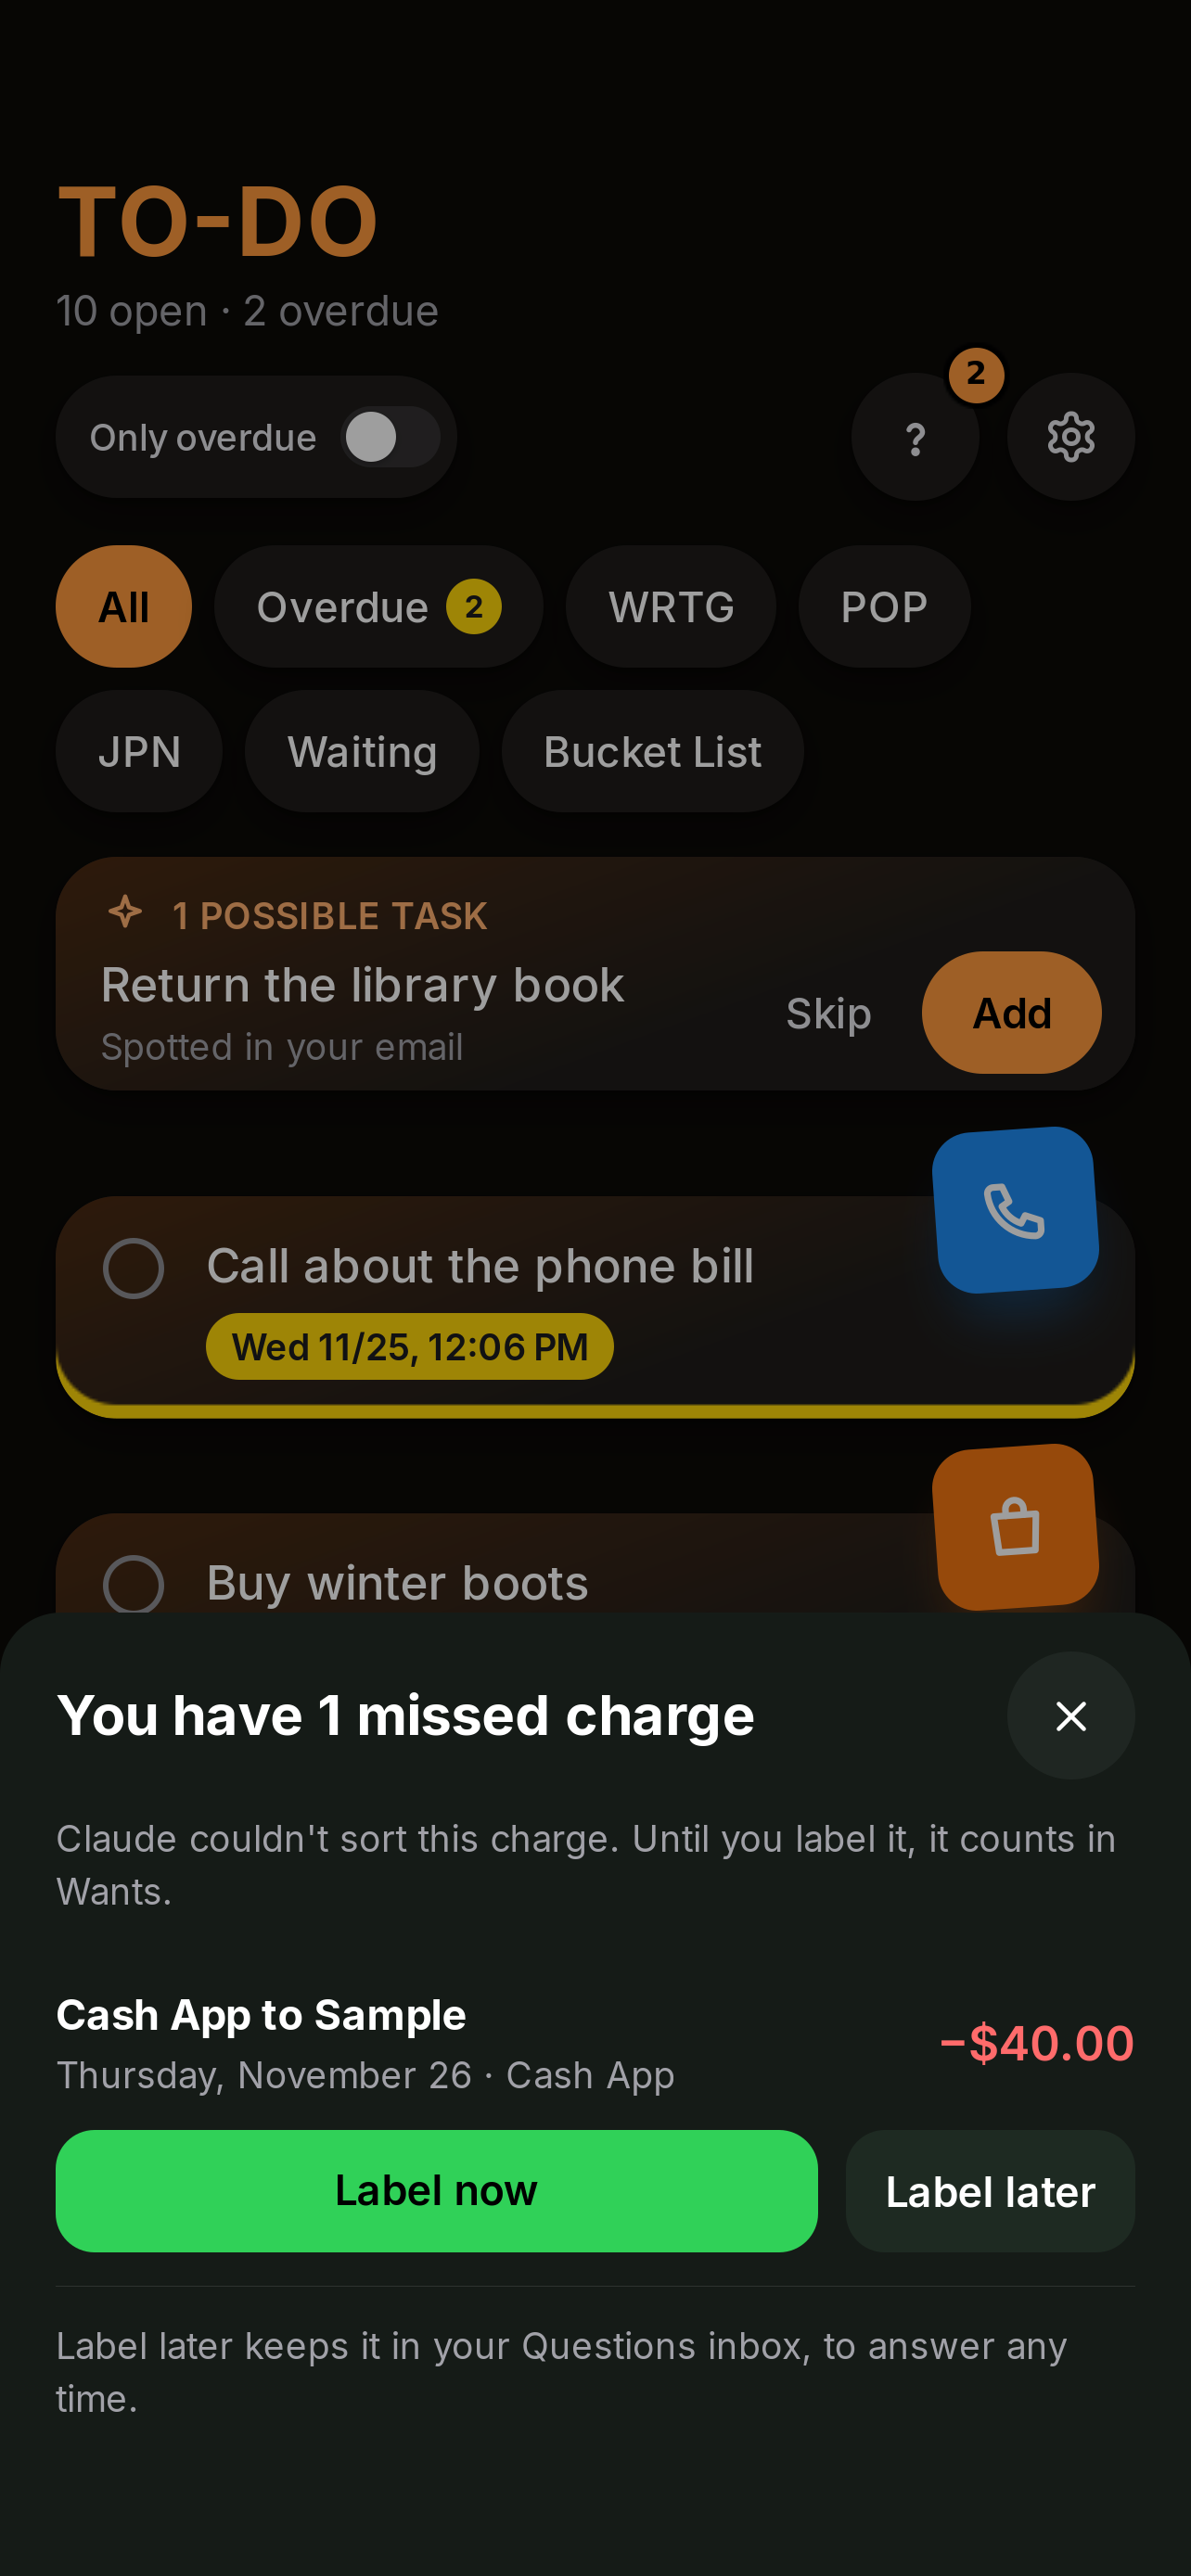 TO-DO
10 open · 2 overdue
Only overdue
?
2
All
Overdue 2
WRTG
POP
JPN
Waiting
Bucket List
1 POSSIBLE TASK
Return the library book
Spotted in your email
Skip
Add
Call about the phone bill
Wed 11/25, 12:06 PM
Buy winter boots
You have 1 missed charge
Claude couldn't sort this charge. Until you label it, it counts in
Wants.
Cash App to Sample
−$40.00
Thursday, November 26 · Cash App
Label now
Label later
Label later keeps it in your Questions inbox, to answer any
time.